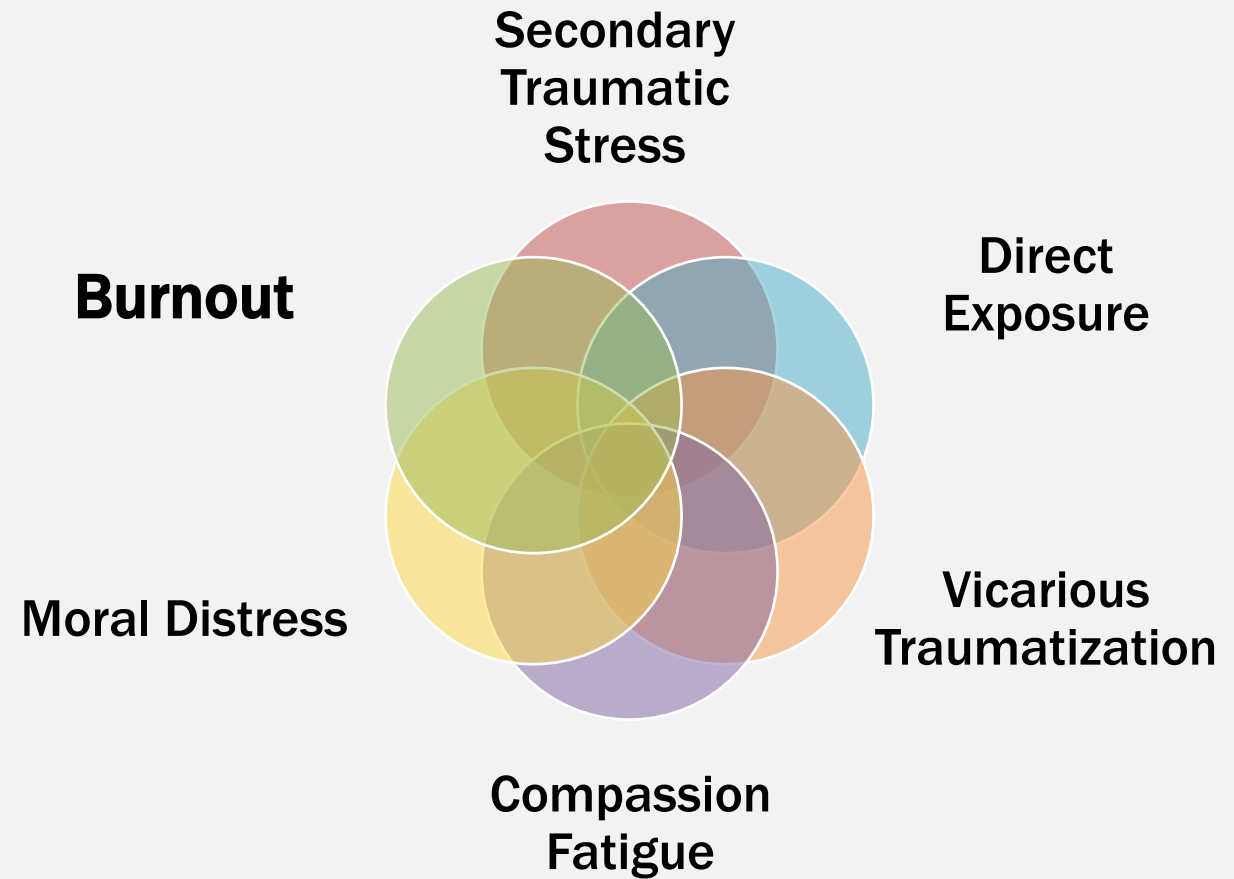 Secondary
Traumatic
Stress
Direct
Exposure
Burnout
Vicarious
Traumatization
Moral Distress
Compassion
Fatigue